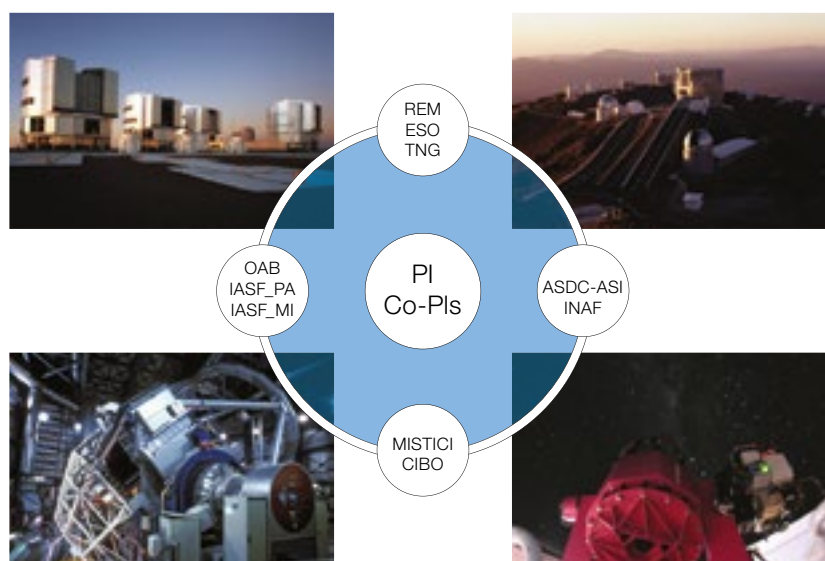 REM
ESO
TNG
OAB
IASF_PA
IASF_MI
PI
Co-PIs
ASDC-ASI
INAF
MISTICI
CIBO